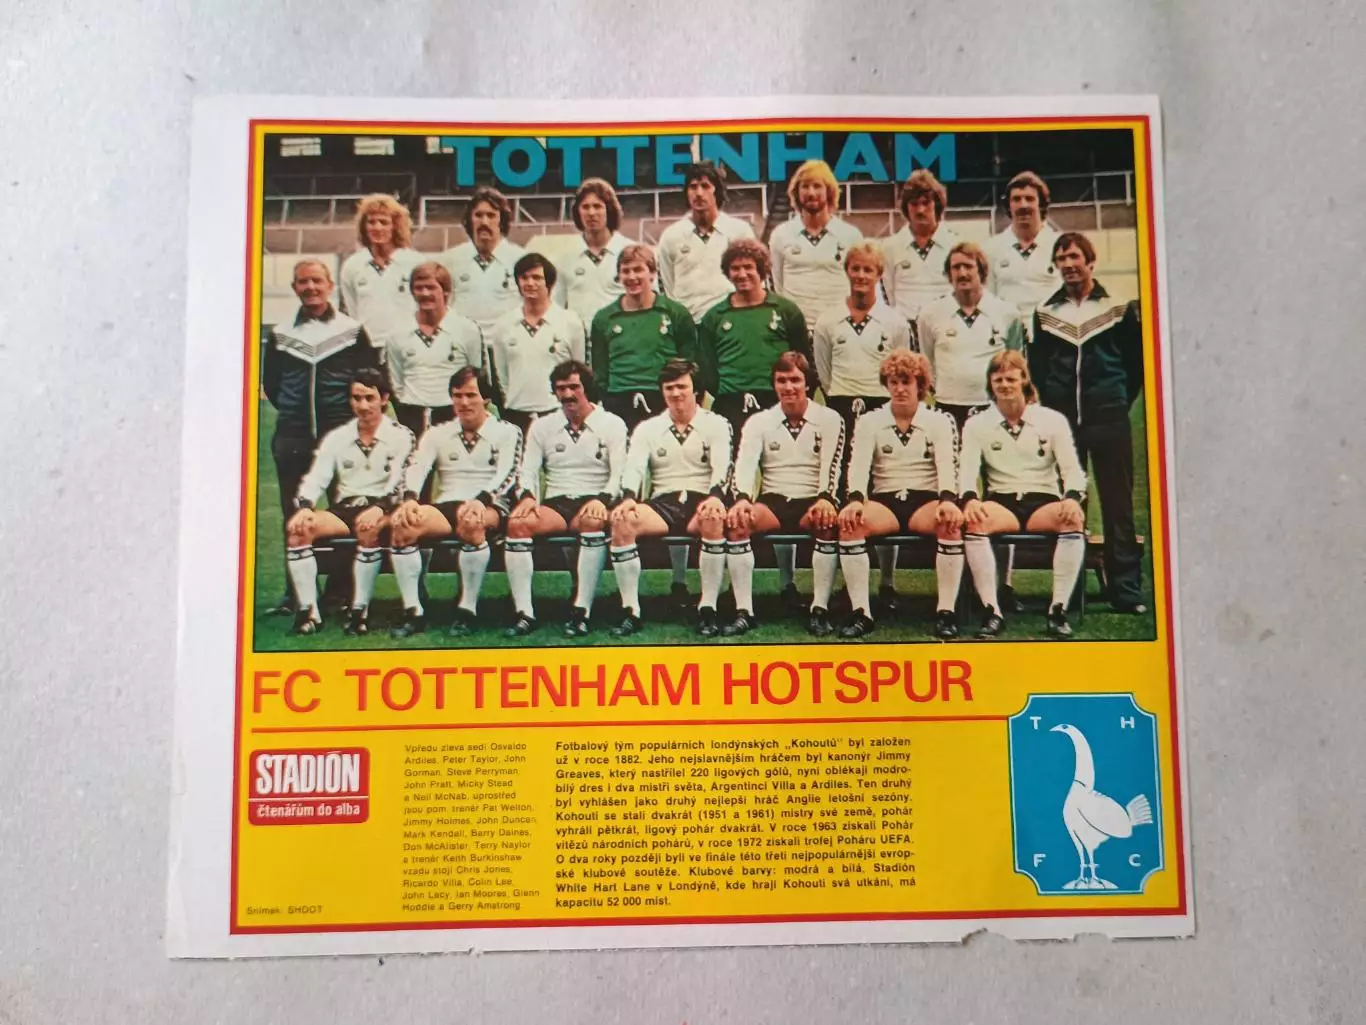 TOTTENHAM
FC TOTTENHAM HOTSPUR
STADIÓN
čtenářům do alba
Snímek: SHOOT
Vpředu zleva sedí Osvaldo
Ardiles, Peter Taylor, John
Gorman, Steve Perryman,
John Pratt, Micky Stead
a Neil McNab, uprostřed
jsou pom. trenér Pat Welton,
Jimmy Holmes, John Duncan,
Mark Kendall, Barry Daines,
Don McAlister, Terry Naylor
a trenér Keith Burkinshaw
vzadu stojí Chris Jones,
Ricardo Villa, Colin Lee,
John Lacy, Ian Moores, Glenn
Hoddle a Gerry Amstrong.
Fotbalový tým populárních londýnských „Kohoutů" byl založen
už v roce 1882. Jeho nejslavnějším hráčem byl kanonýr Jimmy
Greaves, který nastřílel 220 ligových gólů, nyní oblékají modro-
bílý dres i dva mistři světa, Argentinci Villa a Ardiles. Ten druhý
byl vyhlášen jako druhý nejlepší hráč Anglie letošní sezóny.
Kohouti se stali dvakrát (1951 a 1961) mistry své země, pohár
vyhráli pětkrát, ligový pohár dvakrát. V roce 1963 získali Pohár
vítězů národních pohárů, v roce 1972 získali trofej Poháru UEFA.
O dva roky později byli ve finále této třetí nejpopulárnější evrop-
ské klubové soutěže. Klubové barvy: modrá a bílá. Stadión
White Hart Lane v Londýně, kde hrají Kohouti svá utkání, má
kapacitu 52 000 míst.
T H
F C